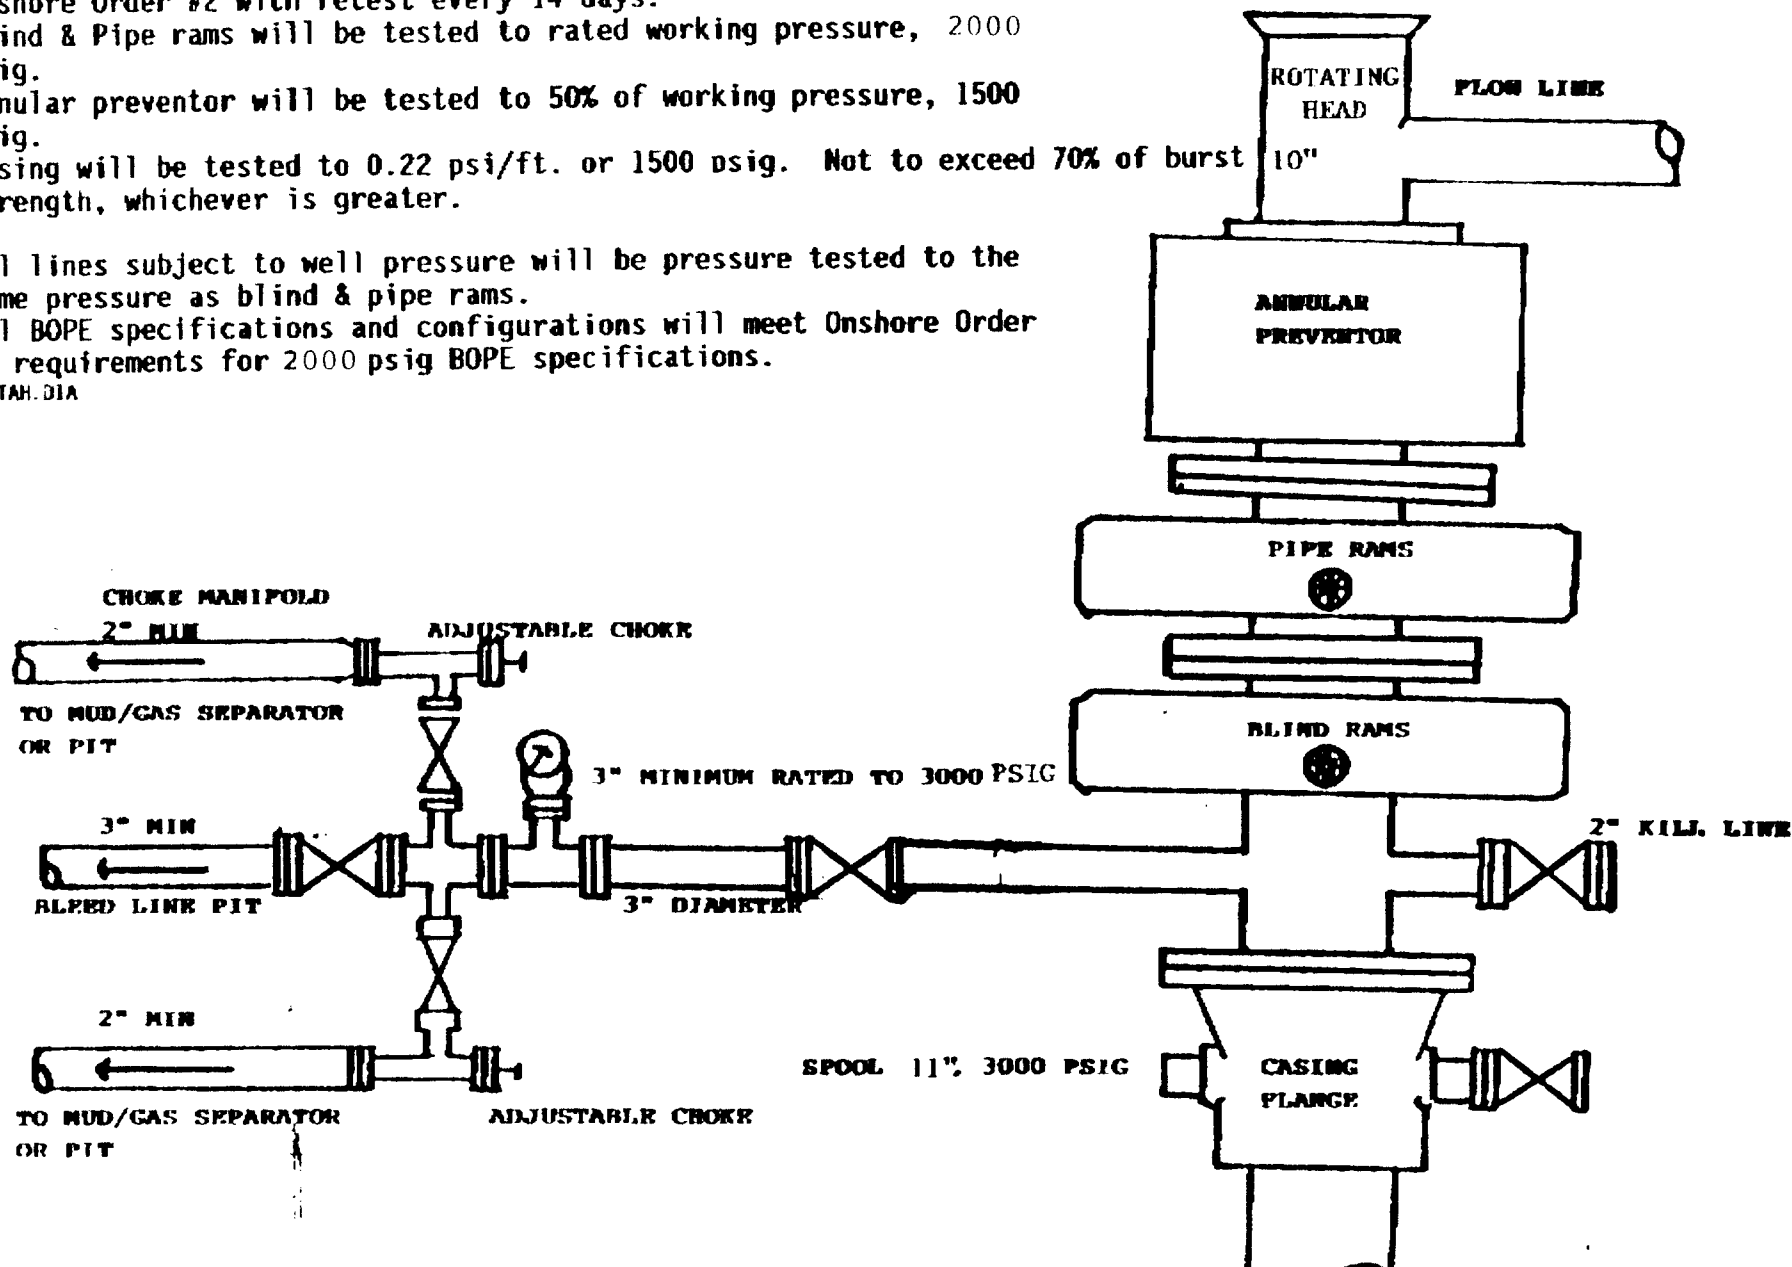 shore Order #2 with retest every 14 days.
ind & Pipe rams will be tested to rated working pressure, 2000
ig.
nular preventor will be tested to 50% of working pressure, 1500
ig.
sing will be tested to 0.22 psi/ft. or 1500 psig. Not to exceed 70% of burst
rength, whichever is greater.
l lines subject to well pressure will be pressure tested to the
me pressure as blind & pipe rams.
l BOPE specifications and configurations will meet Onshore Order
requirements for 2000 psig BOPE specifications.
TAH.DIA
ROTATING
HEAD
FLOW LINE
10"
ANNULAR
PREVENTOR
PIPE RAMS
CHOKE MANIFOLD
2" MIN
ADJUSTABLE CHOKE
TO MUD/GAS SEPARATOR
OR PIT
BLIND RAMS
3" MINIMUM RATED TO 3000 PSIG
3" MIN
2" KILL LINE
BLEED LINE PIT
3" DIAMETER
2" MIN
SPOOL 11", 3000 PSIG
CASING
FLANGE
TO MUD/GAS SEPARATOR
OR PIT
ADJUSTABLE CHOKE